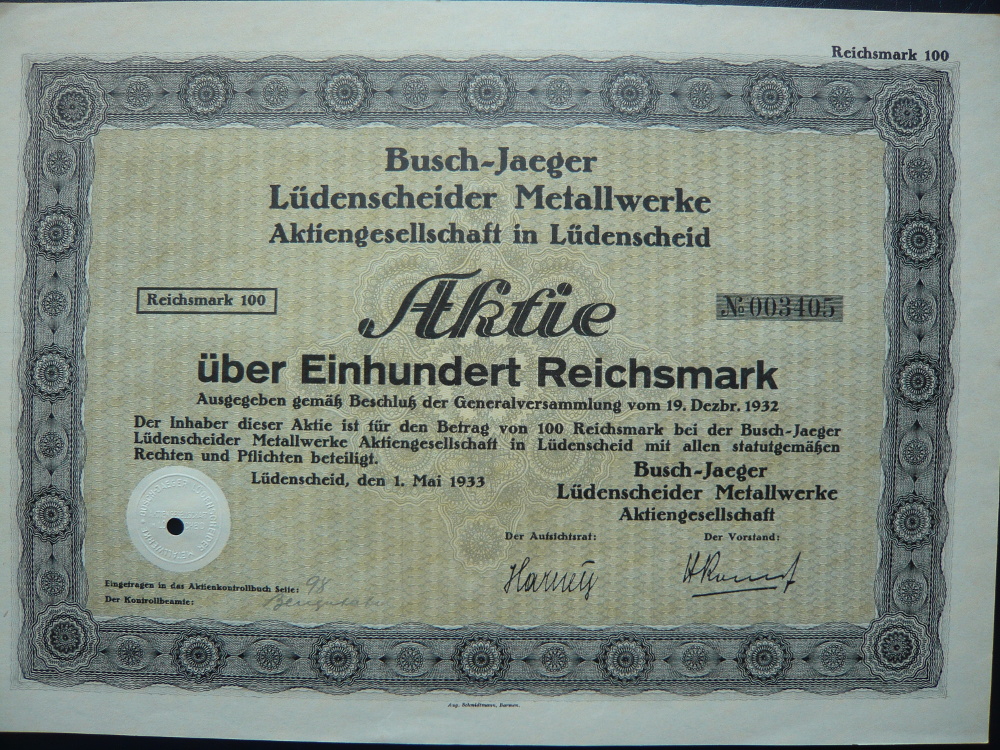 Reichsmark 100
Busch-Jaeger
Lüdenscheider Metallwerke
Aktiengesellschaft in Lüdenscheid
Reichsmark 100
Aktie
№ 003405
über Einhundert Reichsmark
Ausgegeben gemäß Beschluß der Generalversammlung vom 19. Dezbr. 1932
Der Inhaber dieser Aktie ist für den Betrag von 100 Reichsmark bei der Busch-Jaeger
Lüdenscheider Metallwerke Aktiengesellschaft in Lüdenscheid mit allen statutgemäßen
Rechten und Pflichten beteiligt.
Lüdenscheid, den 1. Mai 1933
Busch-Jaeger
Lüdenscheider Metallwerke
Aktiengesellschaft
Der Aufsichtsrat:
Der Vorstand:
Eingetragen in das Aktienkontrollbuch Seite: 98
Der Kontrollbeamte:
Aug. Schmidtmann, Barmen.